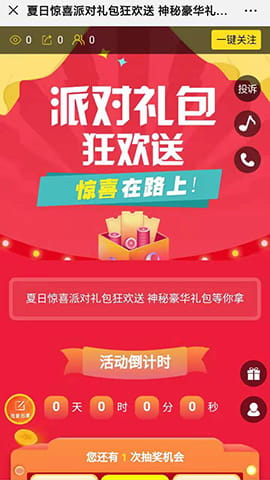 夏日惊喜派对礼包狂欢送 神秘豪华礼...
0 2 0
一键关注
投诉
派对礼包
狂欢送
惊喜在路上!
夏日惊喜派对礼包狂欢送 神秘豪华礼包等你拿
活动倒计时
0 天 0 时 0 分 0 秒
您还有 1 次抽奖机会